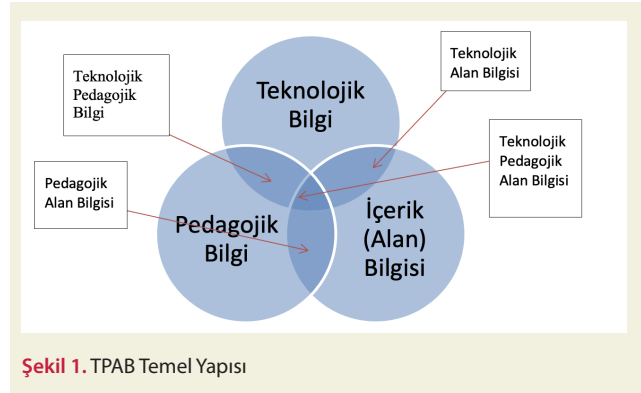 Teknolojik
Pedagojik
Bilgi
Teknolojik
Alan Bilgisi
Teknolojik
Bilgi
Teknolojik
Pedagojik
Alan Bilgisi
Pedagojik
Alan Bilgisi
Pedagojik
Bilgi
İçerik
(Alan)
Bilgisi
Şekil 1. TPAB Temel Yapısı